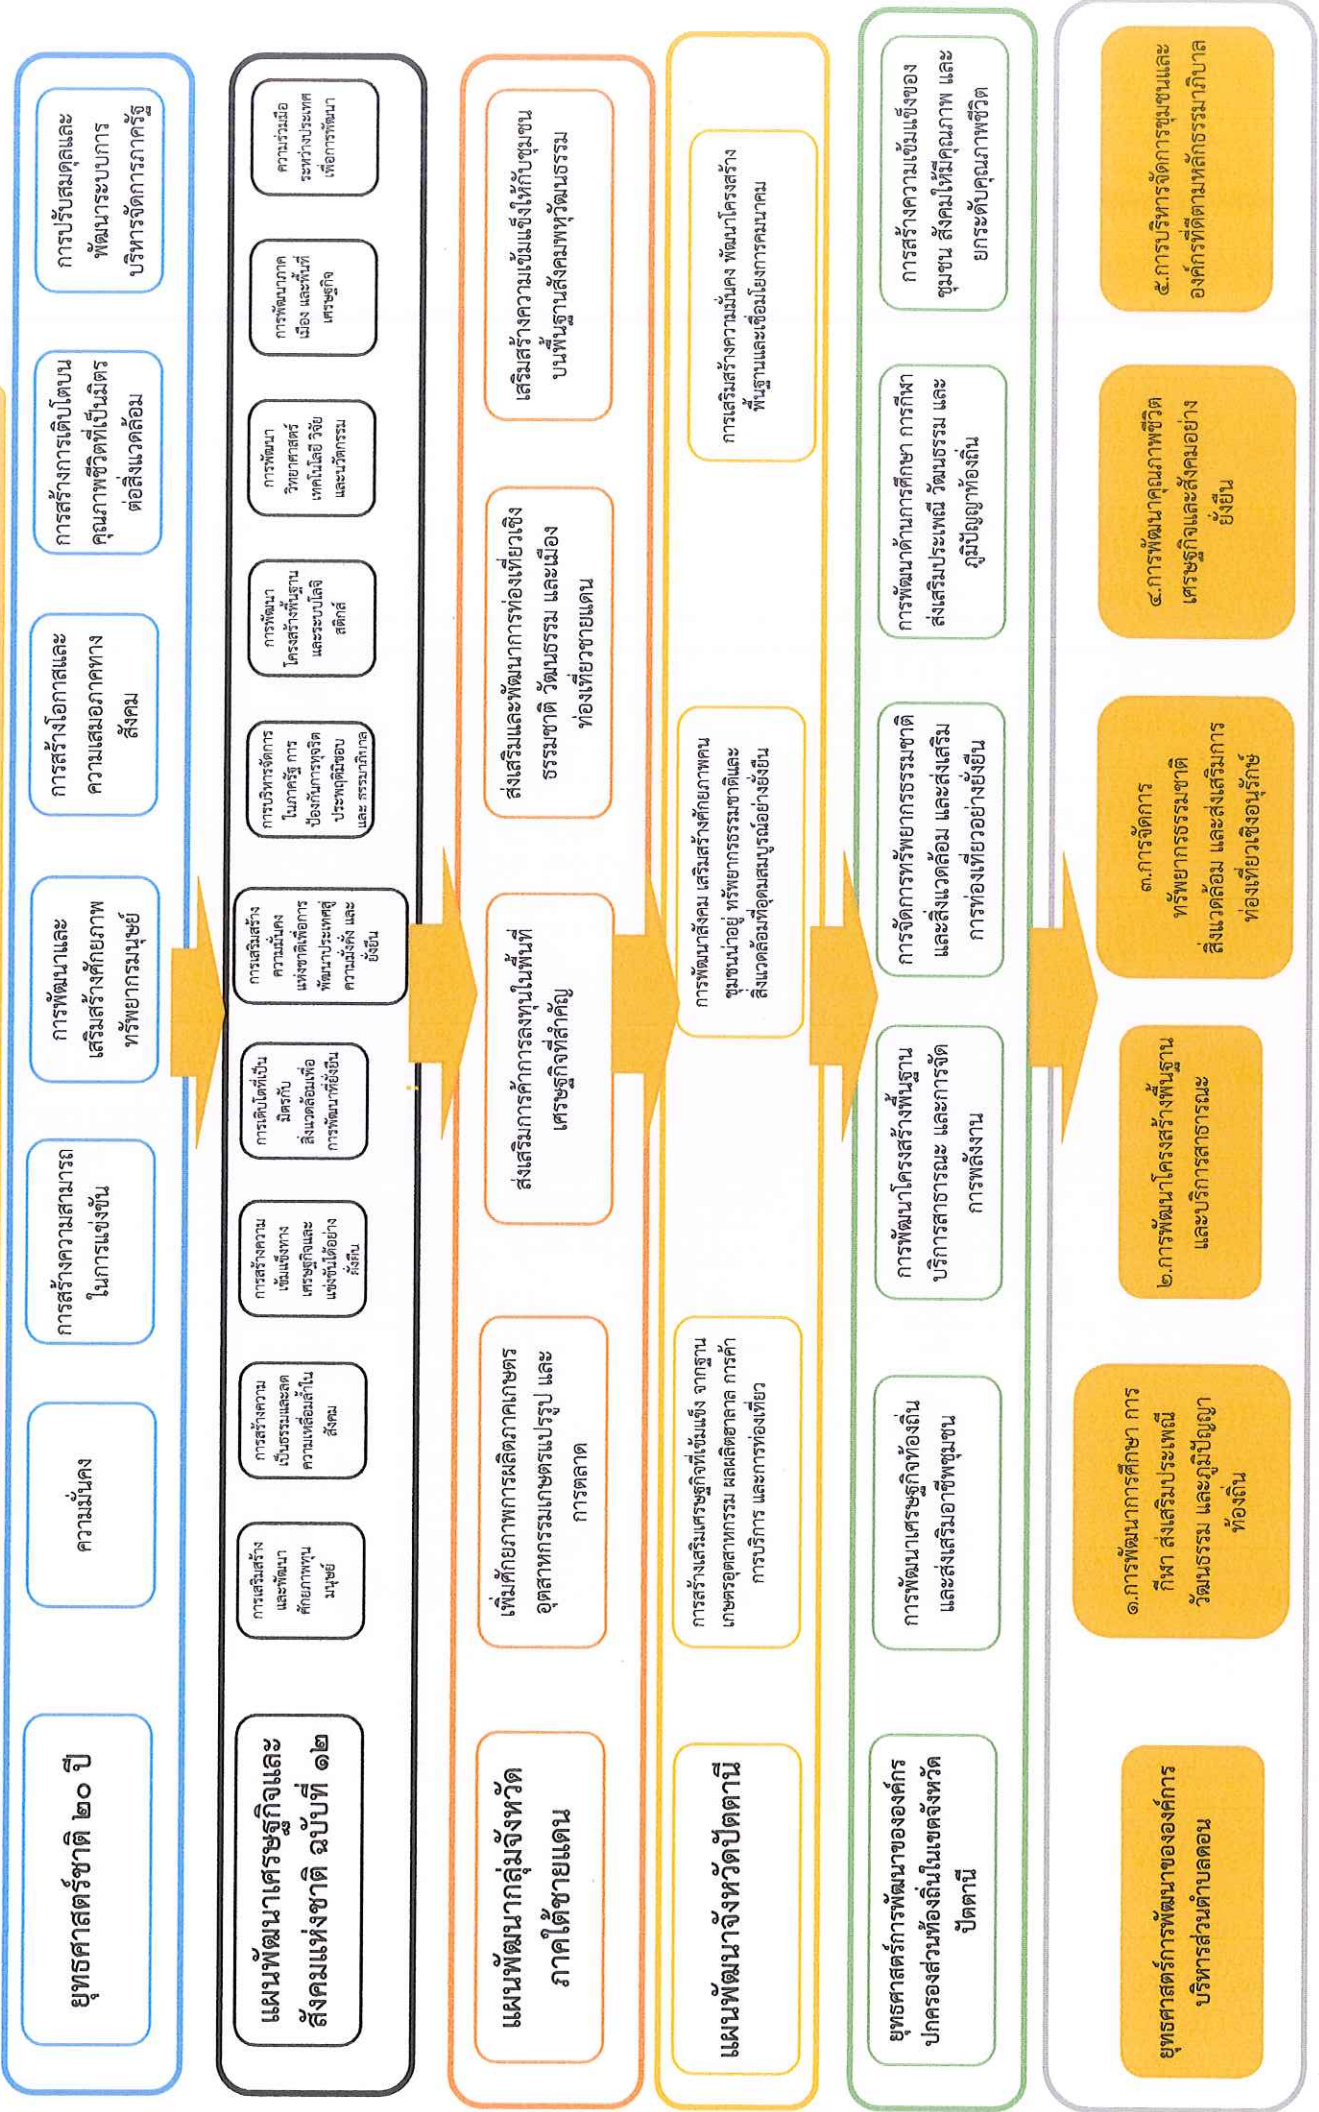 ยุทธศาสตร์ชาติ ๒๐ ปี
ความมั่นคง
การสร้างความสามารถ
ในการแข่งขัน
การพัฒนาและ
เสริมสร้างศักยภาพ
ทรัพยากรมนุษย์
การสร้างโอกาสและ
ความเสมอภาคทาง
สังคม
การสร้างการเติบโตบน
คุณภาพชีวิตที่เป็นมิตร
ต่อสิ่งแวดล้อม
การปรับสมดุลและ
พัฒนาระบบการ
บริหารจัดการภาครัฐ
แผนพัฒนาเศรษฐกิจและ
สังคมแห่งชาติ ฉบับที่ ๑๒
การเสริมสร้าง
และพัฒนา
ศักยภาพทุน
มนุษย์
การสร้างความ
เป็นธรรมและลด
ความเหลื่อมล้ำใน
สังคม
การสร้างความ
เข้มแข็งทาง
เศรษฐกิจและ
แข่งขันได้อย่าง
ยั่งยืน
การเติบโตที่เป็น
มิตรกับ
สิ่งแวดล้อมเพื่อ
การพัฒนาที่ยั่งยืน
การเสริมสร้าง
ความมั่นคง
แห่งชาติเพื่อการ
พัฒนาประเทศสู่
ความมั่งคั่ง และ
ยั่งยืน
การบริหารจัดการ
ในภาครัฐ การ
ป้องกันการทุจริต
ประพฤติมิชอบ
และ ธรรมาภิบาล
การพัฒนา
โครงสร้างพื้นฐาน
และระบบโลจิ
สติกส์
การพัฒนา
วิทยาศาสตร์
เทคโนโลยี วิจัย
และนวัตกรรม
การพัฒนาภาค
เมือง และพื้นที่
เศรษฐกิจ
ความร่วมมือ
ระหว่างประเทศ
เพื่อการพัฒนา
แผนพัฒนากลุ่มจังหวัด
ภาคใต้ชายแดน
เพิ่มศักยภาพการผลิตภาคเกษตร
อุตสาหกรรมเกษตรแปรรูป และ
การตลาด
ส่งเสริมการค้าการลงทุนในพื้นที่
เศรษฐกิจที่สำคัญ
ส่งเสริมและพัฒนาการท่องเที่ยวเชิง
ธรรมชาติ วัฒนธรรม และเมือง
ท่องเที่ยวชายแดน
เสริมสร้างความเข้มแข็งให้กับชุมชน
บนพื้นฐานสังคมพหุวัฒนธรรม
แผนพัฒนาจังหวัดปัตตานี
การสร้างเสริมเศรษฐกิจที่เข้มแข็ง จากฐาน
เกษตรอุตสาหกรรม ผลผลิตฮาลาล การค้า
การบริการ และการท่องเที่ยว
การพัฒนาสังคม เสริมสร้างศักยภาพคน
ชุมชนน่าอยู่ ทรัพยากรธรรมชาติและ
สิ่งแวดล้อมที่อุดมสมบูรณ์อย่างยั่งยืน
การเสริมสร้างความมั่นคง พัฒนาโครงสร้าง
พื้นฐานและเชื่อมโยงการคมนาคม
ยุทธศาสตร์การพัฒนาขององค์กร
ปกครองส่วนท้องถิ่นในเขตจังหวัด
ปัตตานี
การพัฒนาเศรษฐกิจท้องถิ่น
และส่งเสริมอาชีพชุมชน
การพัฒนาโครงสร้างพื้นฐาน
บริการสาธารณะ และการจัด
การพลังงาน
การจัดการทรัพยากรธรรมชาติ
และสิ่งแวดล้อม และส่งเสริม
การท่องเที่ยวอย่างยั่งยืน
การพัฒนาด้านการศึกษา การกีฬา
ส่งเสริมประเพณี วัฒนธรรม และ
ภูมิปัญญาท้องถิ่น
การสร้างความเข้มแข็งของ
ชุมชน สังคมให้มีคุณภาพ และ
ยกระดับคุณภาพชีวิต
ยุทธศาสตร์การพัฒนาขององค์การ
บริหารส่วนตำบลดอน
๑.การพัฒนาการศึกษา การ
กีฬา ส่งเสริมประเพณี
วัฒนธรรม และภูมิปัญญา
ท้องถิ่น
๒.การพัฒนาโครงสร้างพื้นฐาน
และบริการสาธารณะ
๓.การจัดการ
ทรัพยากรธรรมชาติ
สิ่งแวดล้อม และส่งเสริมการ
ท่องเที่ยวเชิงอนุรักษ์
๔.การพัฒนาคุณภาพชีวิต
เศรษฐกิจและสังคมอย่าง
ยั่งยืน
๕.การบริหารจัดการชุมชนและ
องค์กรที่ดีตามหลักธรรมาภิบาล